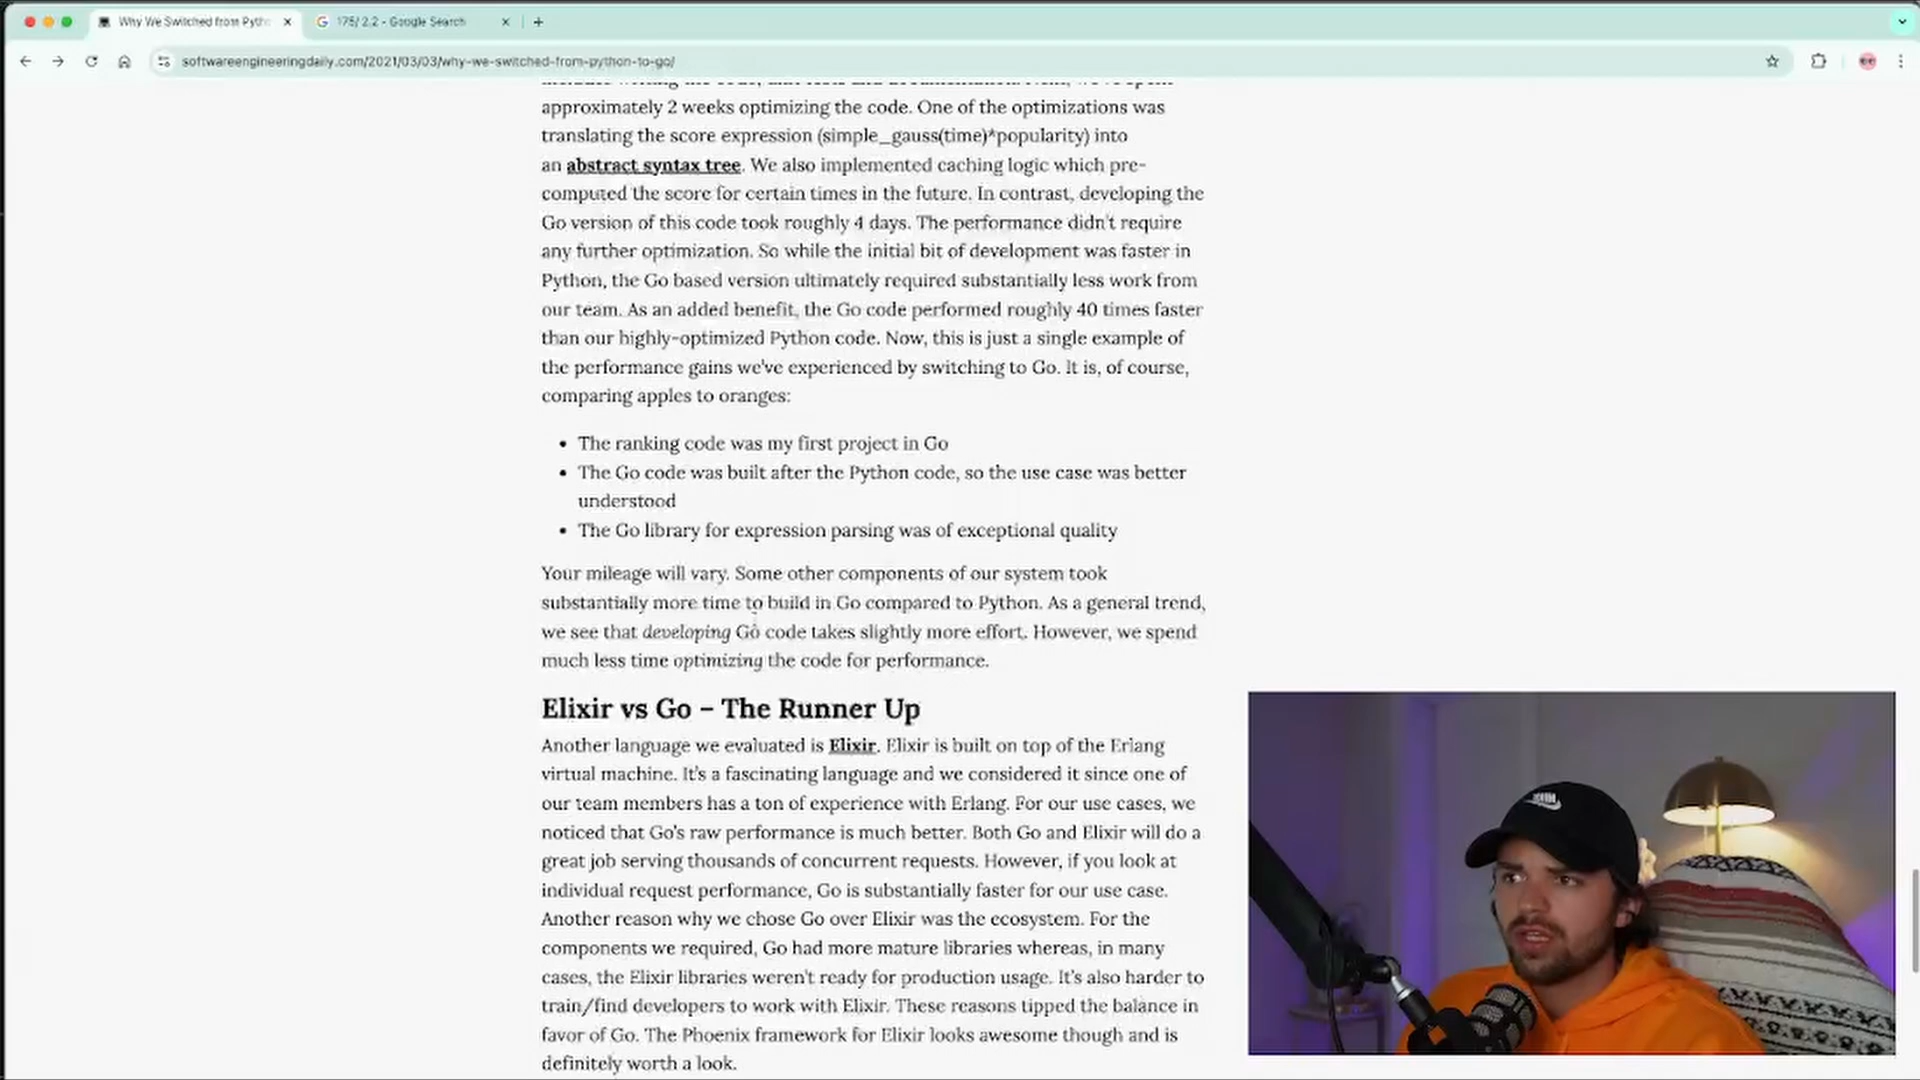 Why We Switched from Pytho
175/ 2.2 - Google Search
softwareengineeringdaily.com/2021/03/03/why-we-switched-from-python-to-go/
approximately 2 weeks optimizing the code. One of the optimizations was
translating the score expression (simple_gauss(time)*popularity) into
an abstract syntax tree. We also implemented caching logic which pre-
computed the score for certain times in the future. In contrast, developing the
Go version of this code took roughly 4 days. The performance didn't require
any further optimization. So while the initial bit of development was faster in
Python, the Go based version ultimately required substantially less work from
our team. As an added benefit, the Go code performed roughly 40 times faster
than our highly-optimized Python code. Now, this is just a single example of
the performance gains we've experienced by switching to Go. It is, of course,
comparing apples to oranges:
• The ranking code was my first project in Go
• The Go code was built after the Python code, so the use case was better
understood
• The Go library for expression parsing was of exceptional quality
Your mileage will vary. Some other components of our system took
substantially more time to build in Go compared to Python. As a general trend,
we see that developing Go code takes slightly more effort. However, we spend
much less time optimizing the code for performance.
Elixir vs Go – The Runner Up
Another language we evaluated is Elixir. Elixir is built on top of the Erlang
virtual machine. It's a fascinating language and we considered it since one of
our team members has a ton of experience with Erlang. For our use cases, we
noticed that Go's raw performance is much better. Both Go and Elixir will do a
great job serving thousands of concurrent requests. However, if you look at
individual request performance, Go is substantially faster for our use case.
Another reason why we chose Go over Elixir was the ecosystem. For the
components we required, Go had more mature libraries whereas, in many
cases, the Elixir libraries weren't ready for production usage. It's also harder to
train/find developers to work with Elixir. These reasons tipped the balance in
favor of Go. The Phoenix framework for Elixir looks awesome though and is
definitely worth a look.